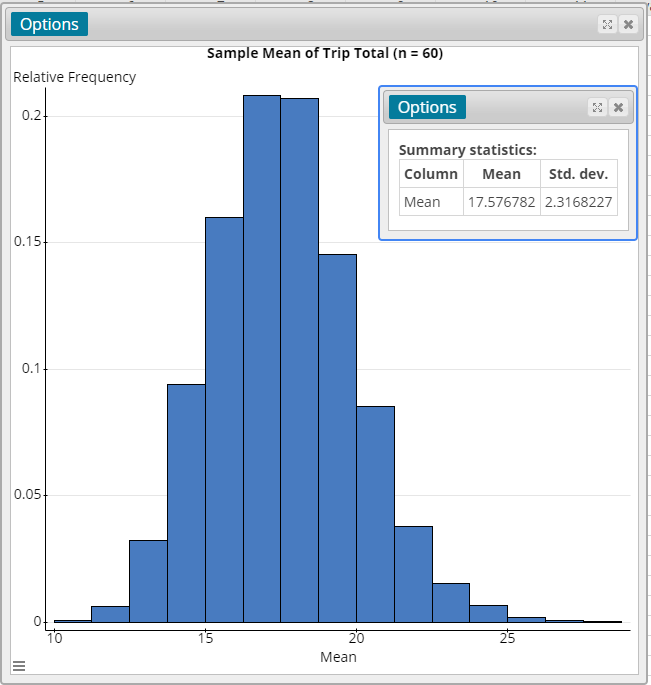 Options
Sample Mean of Trip Total (n = 60)
Relative Frequency
Options
Summary statistics:
Column Mean Std. dev.
Mean 17.576782 2.3168227
0.2
0.15
0.1
0.05
0
10 15 20 25
Mean